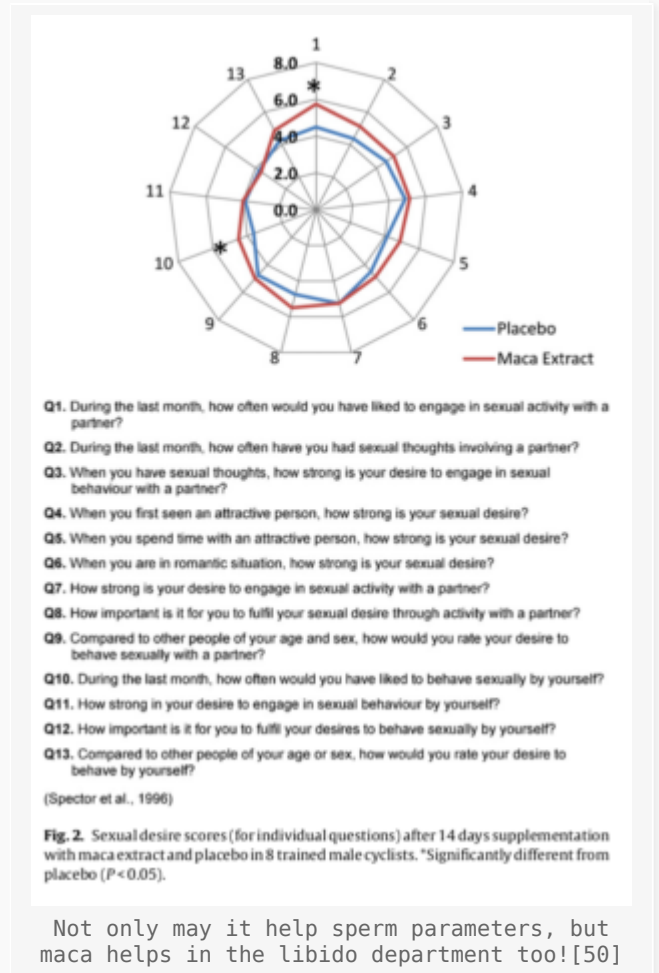 1
13
8.0
2
*
6.0
12
3
4.0
2.0
11
4
0.0
*
10
5
9
6
Placebo
8
7
Maca Extract
Q1. During the last month, how often would you have liked to engage in sexual activity with a
partner?
Q2. During the last month, how often have you had sexual thoughts involving a partner?
Q3. When you have sexual thoughts, how strong is your desire to engage in sexual
behaviour with a partner?
Q4. When you first seen an attractive person, how strong is your sexual desire?
Q5. When you spend time with an attractive person, how strong is your sexual desire?
Q6. When you are in romantic situation, how strong is your sexual desire?
Q7. How strong is your desire to engage in sexual activity with a partner?
Q8. How important is it for you to fulfil your sexual desire through activity with a partner?
Q9. Compared to other people of your age and sex, how would you rate your desire to
behave sexually with a partner?
Q10. During the last month, how often would you have liked to behave sexually by yourself?
Q11. How strong in your desire to engage in sexual behaviour by yourself?
Q12. How important is it for you to fulfil your desires to behave sexually by yourself?
Q13. Compared to other people of your age or sex, how would you rate your desire to
behave by yourself?
(Spector et al., 1996)
Fig. 2. Sexual desire scores (for individual questions) after 14 days supplementation
with maca extract and placebo in 8 trained male cyclists. *Significantly different from
placebo (P<0.05).
Not only may it help sperm parameters, but
maca helps in the libido department too![50]